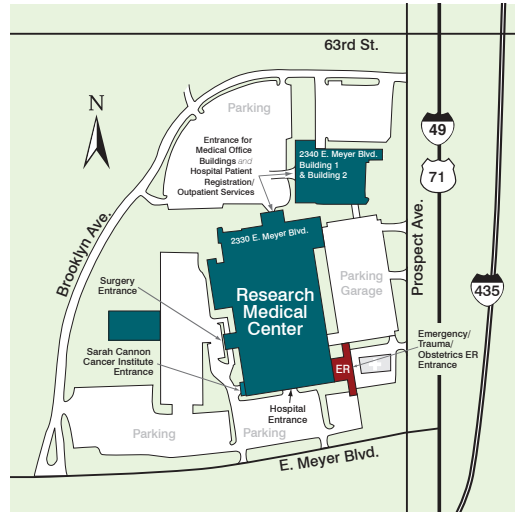 63rd St.
N
Parking
Entrance for
Medical Office
Buildings and
Hospital Patient
Registration/
Outpatient Services
2340 E. Meyer Blvd.
Building 1
& Building 2
49
71
Brooklyn Ave.
2330 E. Meyer Blvd.
Prospect Ave.
Parking
Garage
435
Surgery
Entrance
Research
Medical
Center
Emergency/
Trauma/
Obstetrics ER
Entrance
Sarah Cannon
Cancer Institute
Entrance
ER
Hospital
Entrance
Parking
Parking
E. Meyer Blvd.